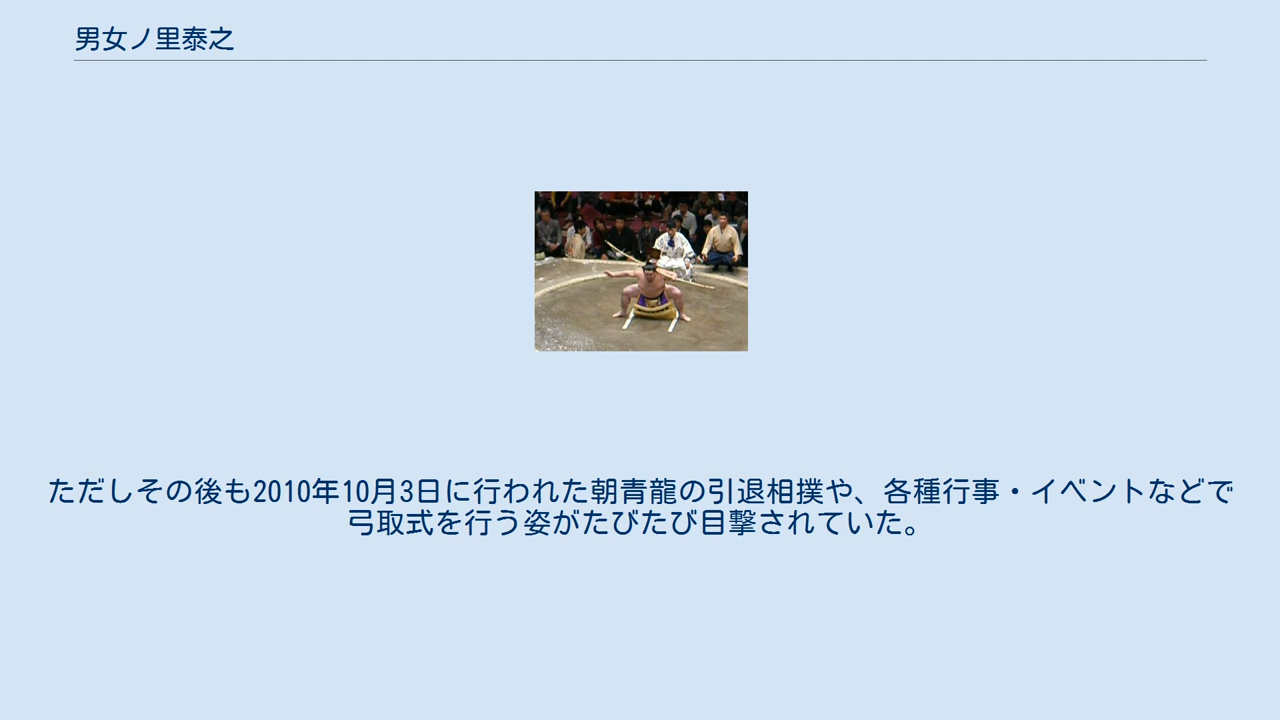 男女ノ里泰之
ただしその後も2010年10月3日に行われた朝青龍の引退相撲や、各種行事・イベントなどで
弓取式を行う姿がたびたび目撃されていた。